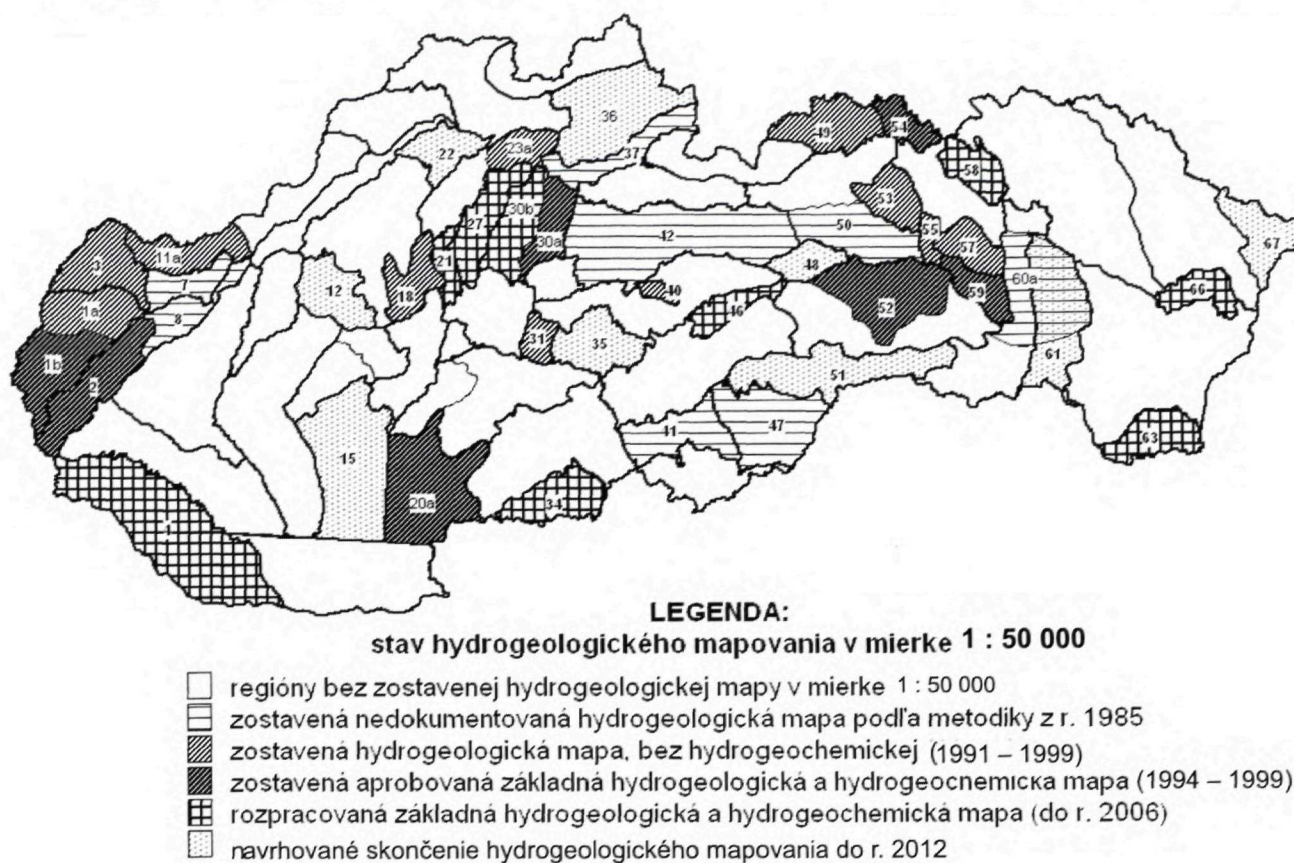 36
49
54
22
23a
37
58
53
30b
27
67
11a
30a
42
50
55
57
3
21
7
48
60a
12
18
40
59
66
1a
8
46
52
31
35
1b
61
2
51
41
47
15
63
20a
34
4
LEGENDA:
stav hydrogeologického mapovania v mierke 1 : 50 000
regióny bez zostavenej hydrogeologickej mapy v mierke 1 : 50 000
zostavená nedokumentovaná hydrogeologická mapa podľa metodiky z r. 1985
zostavená hydrogeologická mapa, bez hydrogeochemickej (1991 – 1999)
zostavená aprobovaná základná hydrogeologická a hydrogeocnemicka mapa (1994 – 1999)
rozpracovaná základná hydrogeologická a hydrogeochemická mapa (do r. 2006)
navrhované skončenie hydrogeologického mapovania do r. 2012